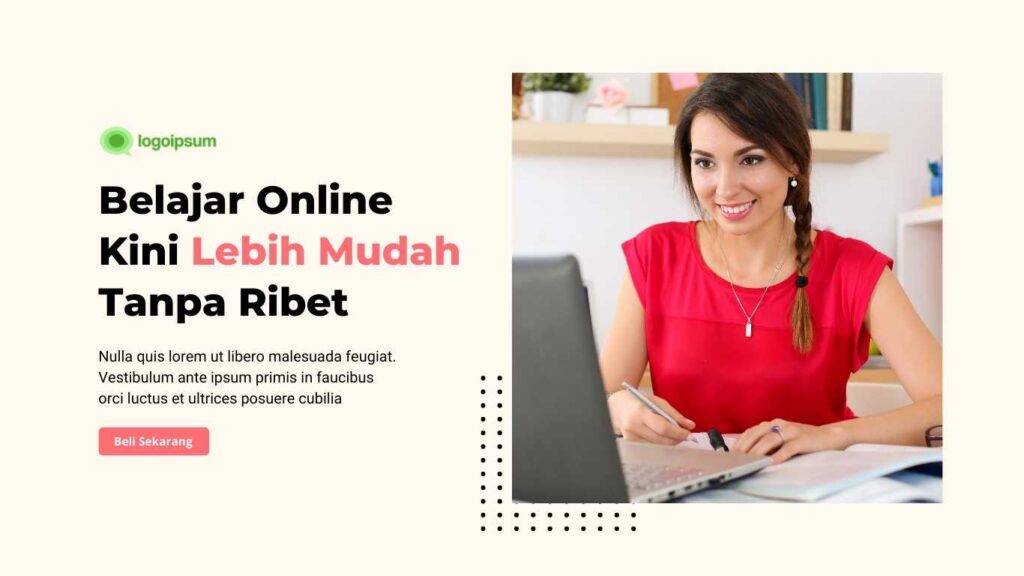 logoipsum
Belajar Online
Kini Lebih Mudah
Tanpa Ribet
Nulla quis lorem ut libero malesuada feugiat.
Vestibulum ante ipsum primis in faucibus
orci luctus et ultrices posuere cubilia
Beli Sekarang